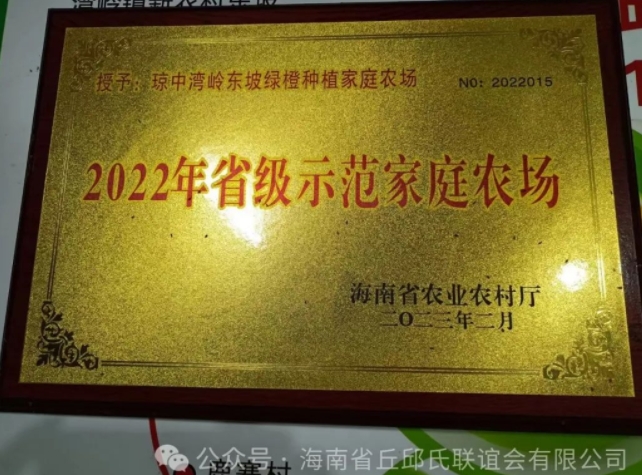 授予：琼中湾岭东坡绿橙种植家庭农场 NO: 2022015
2022年省级示范家庭农场
海南省农业农村厅
二〇二三年二月
公众号·海南省丘邱氏联谊会有限公司